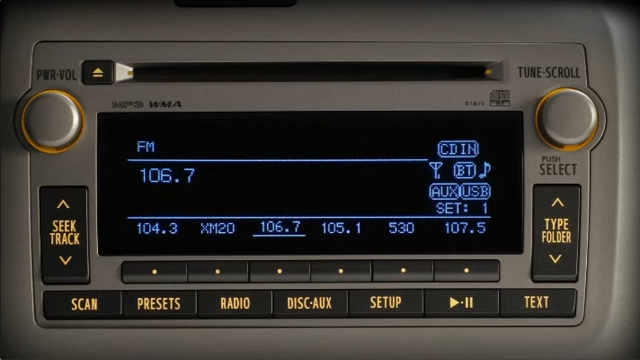 PWR·VOL
TUNE·SCROLL
MP3 WMA
FM
CD IN
106.7
BT
AUX USB
SET: 1
104.3 XM20 106.7 105.1 530 107.5
PUSH
SELECT
SEEK
TRACK
TYPE
FOLDER
SCAN PRESETS RADIO DISC·AUX SETUP TEXT